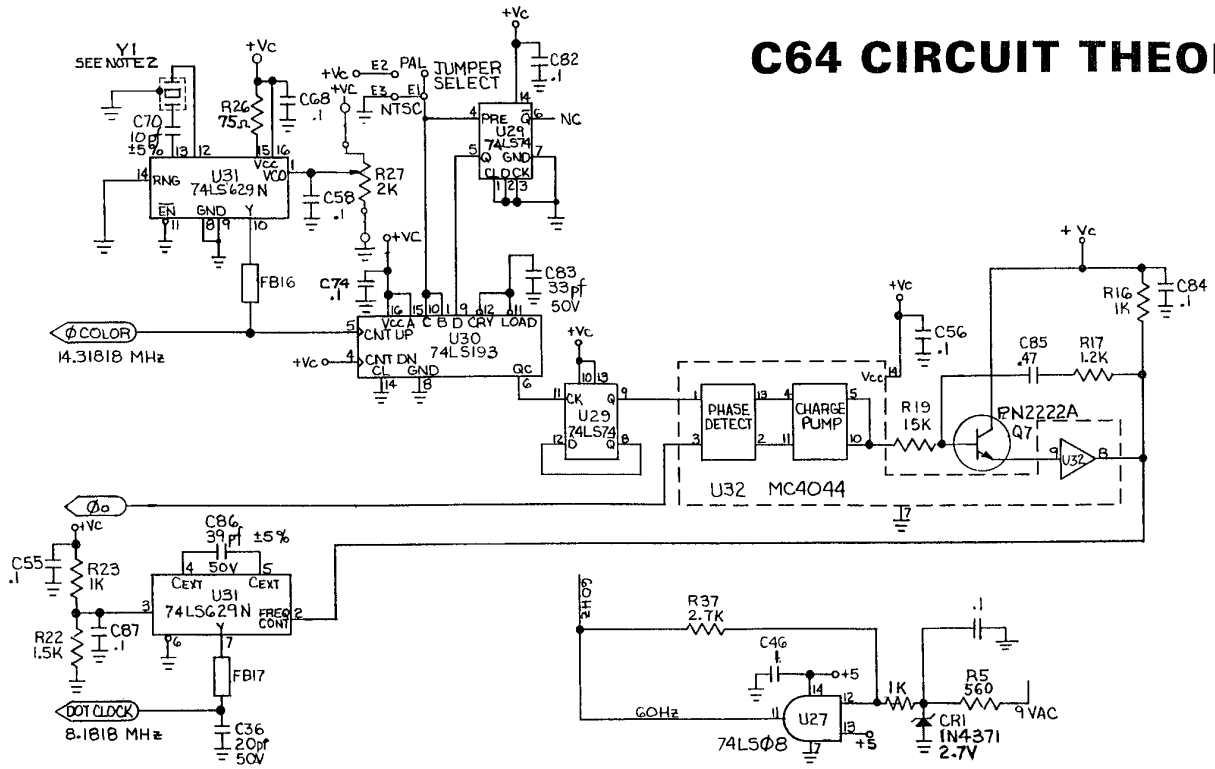 C64 CIRCUIT THEO
Y1
SEE NOTE 2
+Vc
R26
75Ω
C68
.1
C70
10pf
±5%
13
12
15
16
VCC
VCO
1
14
RNG
U31
74LS629N
EN
11
GND
8
9
Y
10
C58
.1
R27
2K
+Vc
+Vc
E2
PAL
E3
E1
NTSC
JUMPER
SELECT
+Vc
C82
.1
14
4
PRE
Q
6
NC
U29
74LS74
5
Q
GND
7
CL
D
CK
1
2
3
FB16
ØCOLOR
14.31818 MHz
+VC
C74
.1
C83
33pf
50V
16
15
10
1
9
12
11
VCC
A
C
B
D
CRY
LOAD
5
CNT UP
U30
74LS193
+Vc
4
CNT DN
CL
GND
QC
14
8
6
+Vc
10
13
11
CK
Q
9
U29
74LS74
12
D
Q
8
1
3
PHASE
DETECT
13
2
4
11
CHARGE
PUMP
5
10
U32 MC4044
7
Vcc
14
+Vc
C56
.1
R19
15K
PN2222A
Q7
9
U32
8
+Vc
R16
1K
C84
.1
C85
.47
R17
1.2K
Øo
+Vc
C55
.1
R23
1K
R22
1.5K
C87
.1
C86
39pf ±5%
50V
4
5
CEXT
CEXT
3
U31
74LS629N
FREQ
CONT
2
6
Y
7
FB17
DOT CLOCK
8.1818 MHz
C36
20pf
50V
60Hz
R37
2.7K
C46
.1
+5
14
12
13
+5
11
U27
60Hz
74LS08
7
1K
.1
R5
560
9 VAC
CR1
1N4371
2.7V